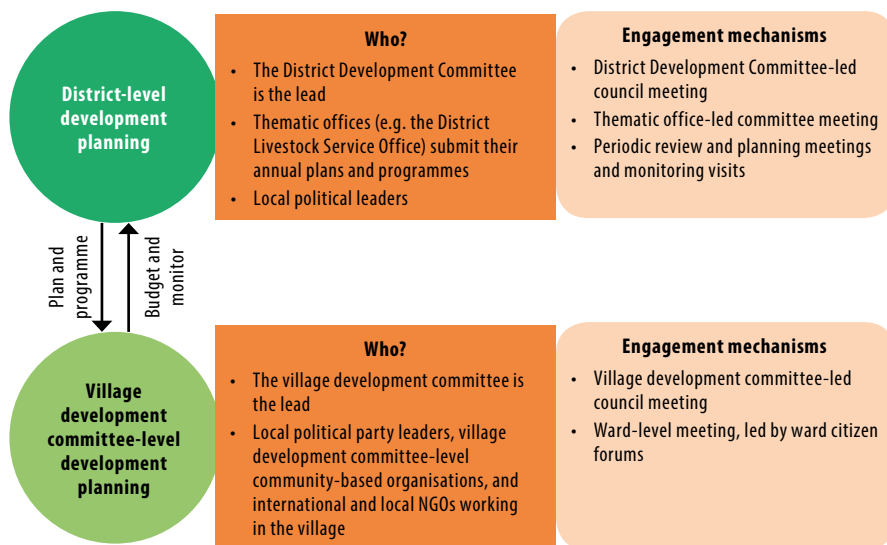 District-level
development
planning
Who?
• The District Development Committee
is the lead
• Thematic offices (e.g. the District
Livestock Service Office) submit their
annual plans and programmes
• Local political leaders
Engagement mechanisms
• District Development Committee-led
council meeting
• Thematic office-led committee meeting
• Periodic review and planning meetings
and monitoring visits
Plan and
programme
Budget and
monitor
Village
development
committee-level
development
planning
Who?
• The village development committee is
the lead
• Local political party leaders, village
development committee-level
community-based organisations, and
international and local NGOs working
in the village
Engagement mechanisms
• Village development committee-led
council meeting
• Ward-level meeting, led by ward citizen
forums